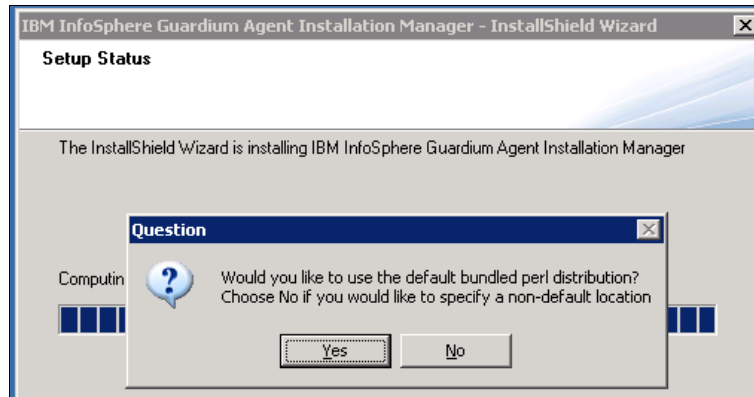 IBM InfoSphere Guardium Agent Installation Manager - InstallShield Wizard
Setup Status
The InstallShield Wizard is installing IBM InfoSphere Guardium Agent Installation Manager
Question
Computin
Would you like to use the default bundled perl distribution?
Choose No if you would like to specify a non-default location
Yes
No